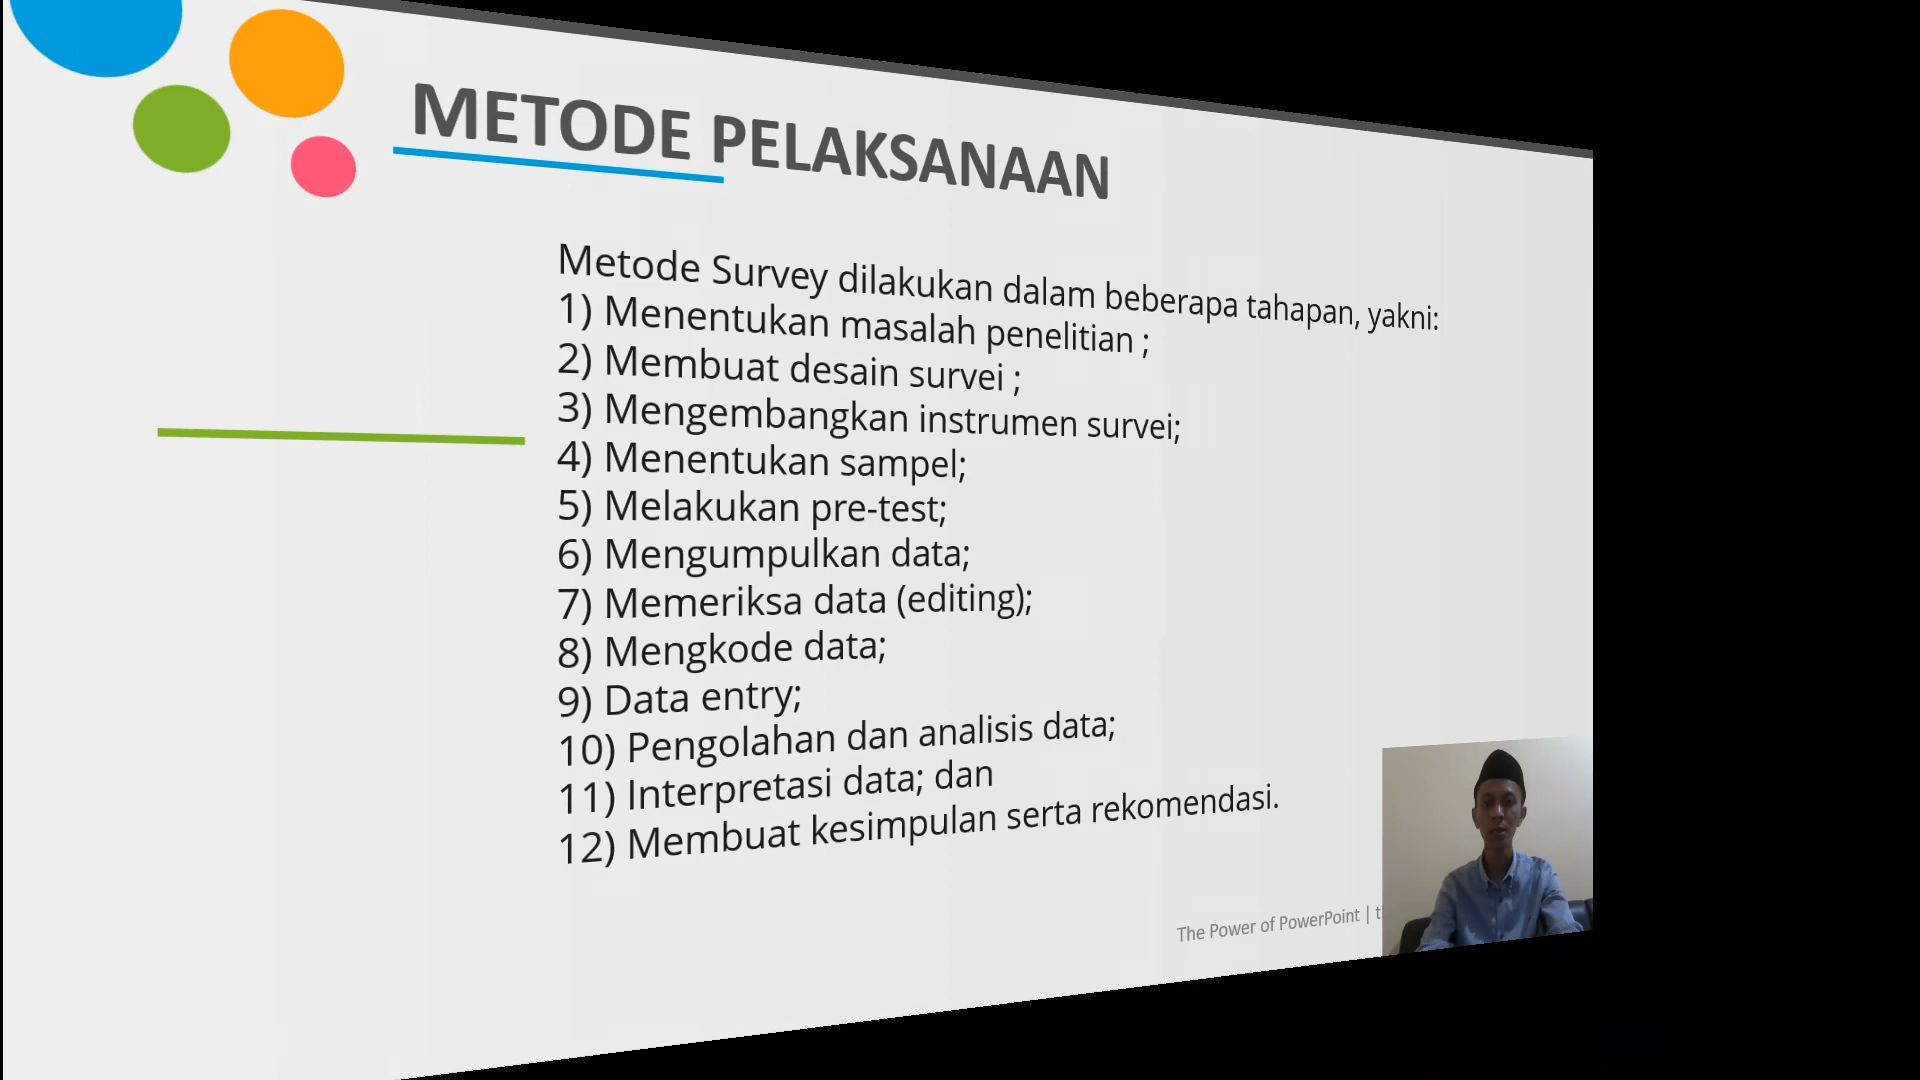 METODE PELAKSANAAN
Metode Survey dilakukan dalam beberapa tahapan, yakni:
1) Menentukan masalah penelitian ;
2) Membuat desain survei ;
3) Mengembangkan instrumen survei;
4) Menentukan sampel;
5) Melakukan pre-test;
6) Mengumpulkan data;
7) Memeriksa data (editing);
8) Mengkode data;
9) Data entry;
10) Pengolahan dan analisis data;
11) Interpretasi data; dan
12) Membuat kesimpulan serta rekomendasi.
The Power of PowerPoint |